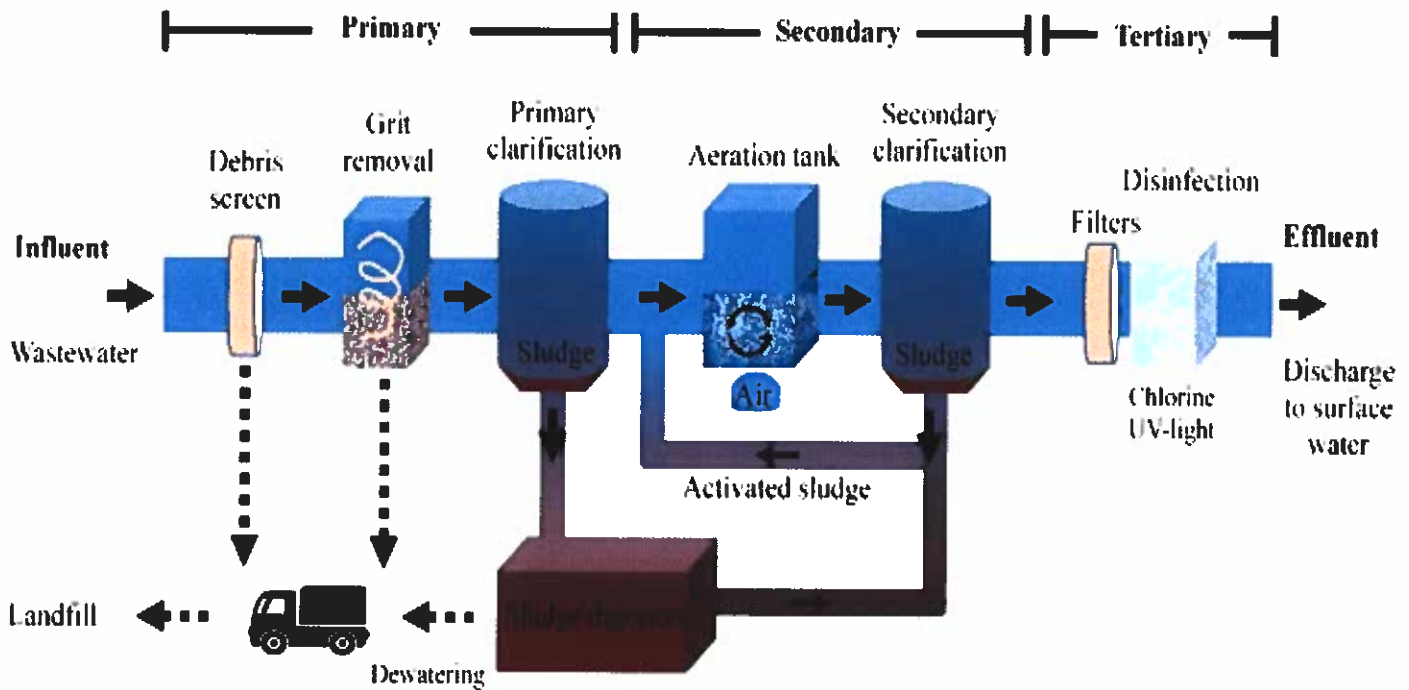 Primary
Secondary
Tertiary
Grit
removal
Primary
clarification
Secondary
clarification
Debris
screen
Aeration tank
Disinfection
Filters
Influent
Effluent
Wastewater
Sludge
Sludge
Air
Chlorine
UV-light
Discharge
to surface
water
Activated sludge
Sludge
Landfill
Dewatering